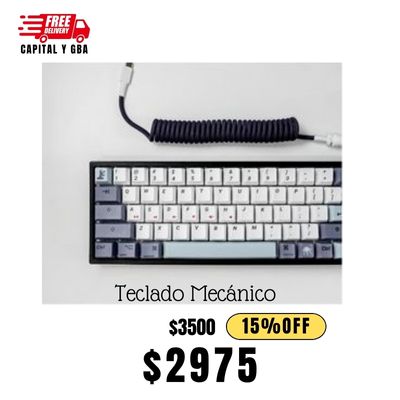 FREE
DELIVERY
CAPITAL Y GBA
Teclado Mecánico
$3500 15%OFF
$2975